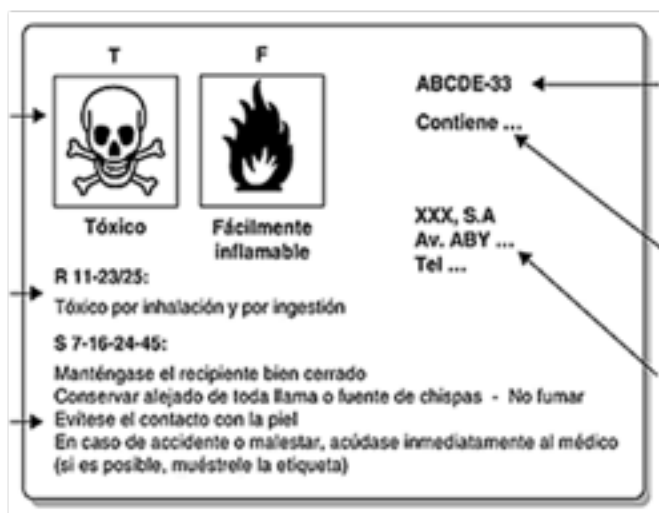 T
F
Tóxico
Fácilmente
inflamable
R 11-23/25:
Tóxico por inhalación y por ingestión
S 7-16-24-45:
Manténgase el recipiente bien cerrado
Conservar alejado de toda llama o fuente de chispas - No fumar
Evítese el contacto con la piel
En caso de accidente o malestar, acúdase inmediatamente al médico
(si es posible, muéstrele la etiqueta)
ABCDE-33
Contiene ...
XXX, S.A
Av. ABY ...
Tel ...